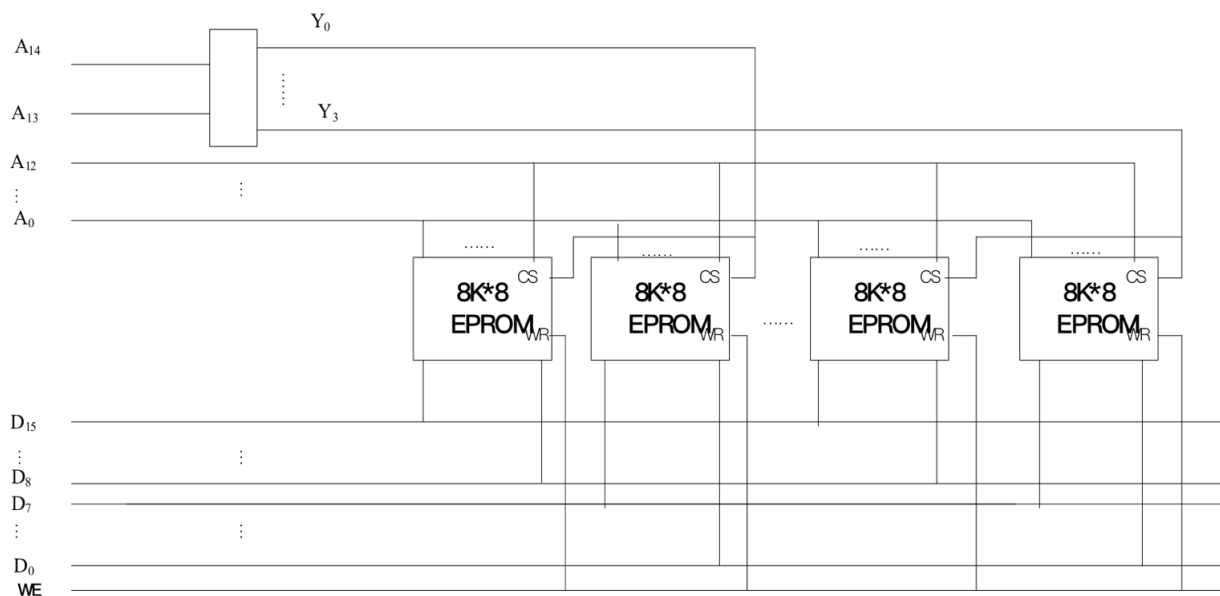 Y0
A14
Y3
A13
A12
⋮
A0
...... ...... ...... ......
CS CS CS CS
8K*8 8K*8 8K*8 8K*8
EPROM EPROM ...... EPROM EPROM
WR WR WR WR
D15
⋮
D8
D7
⋮
D0
WE